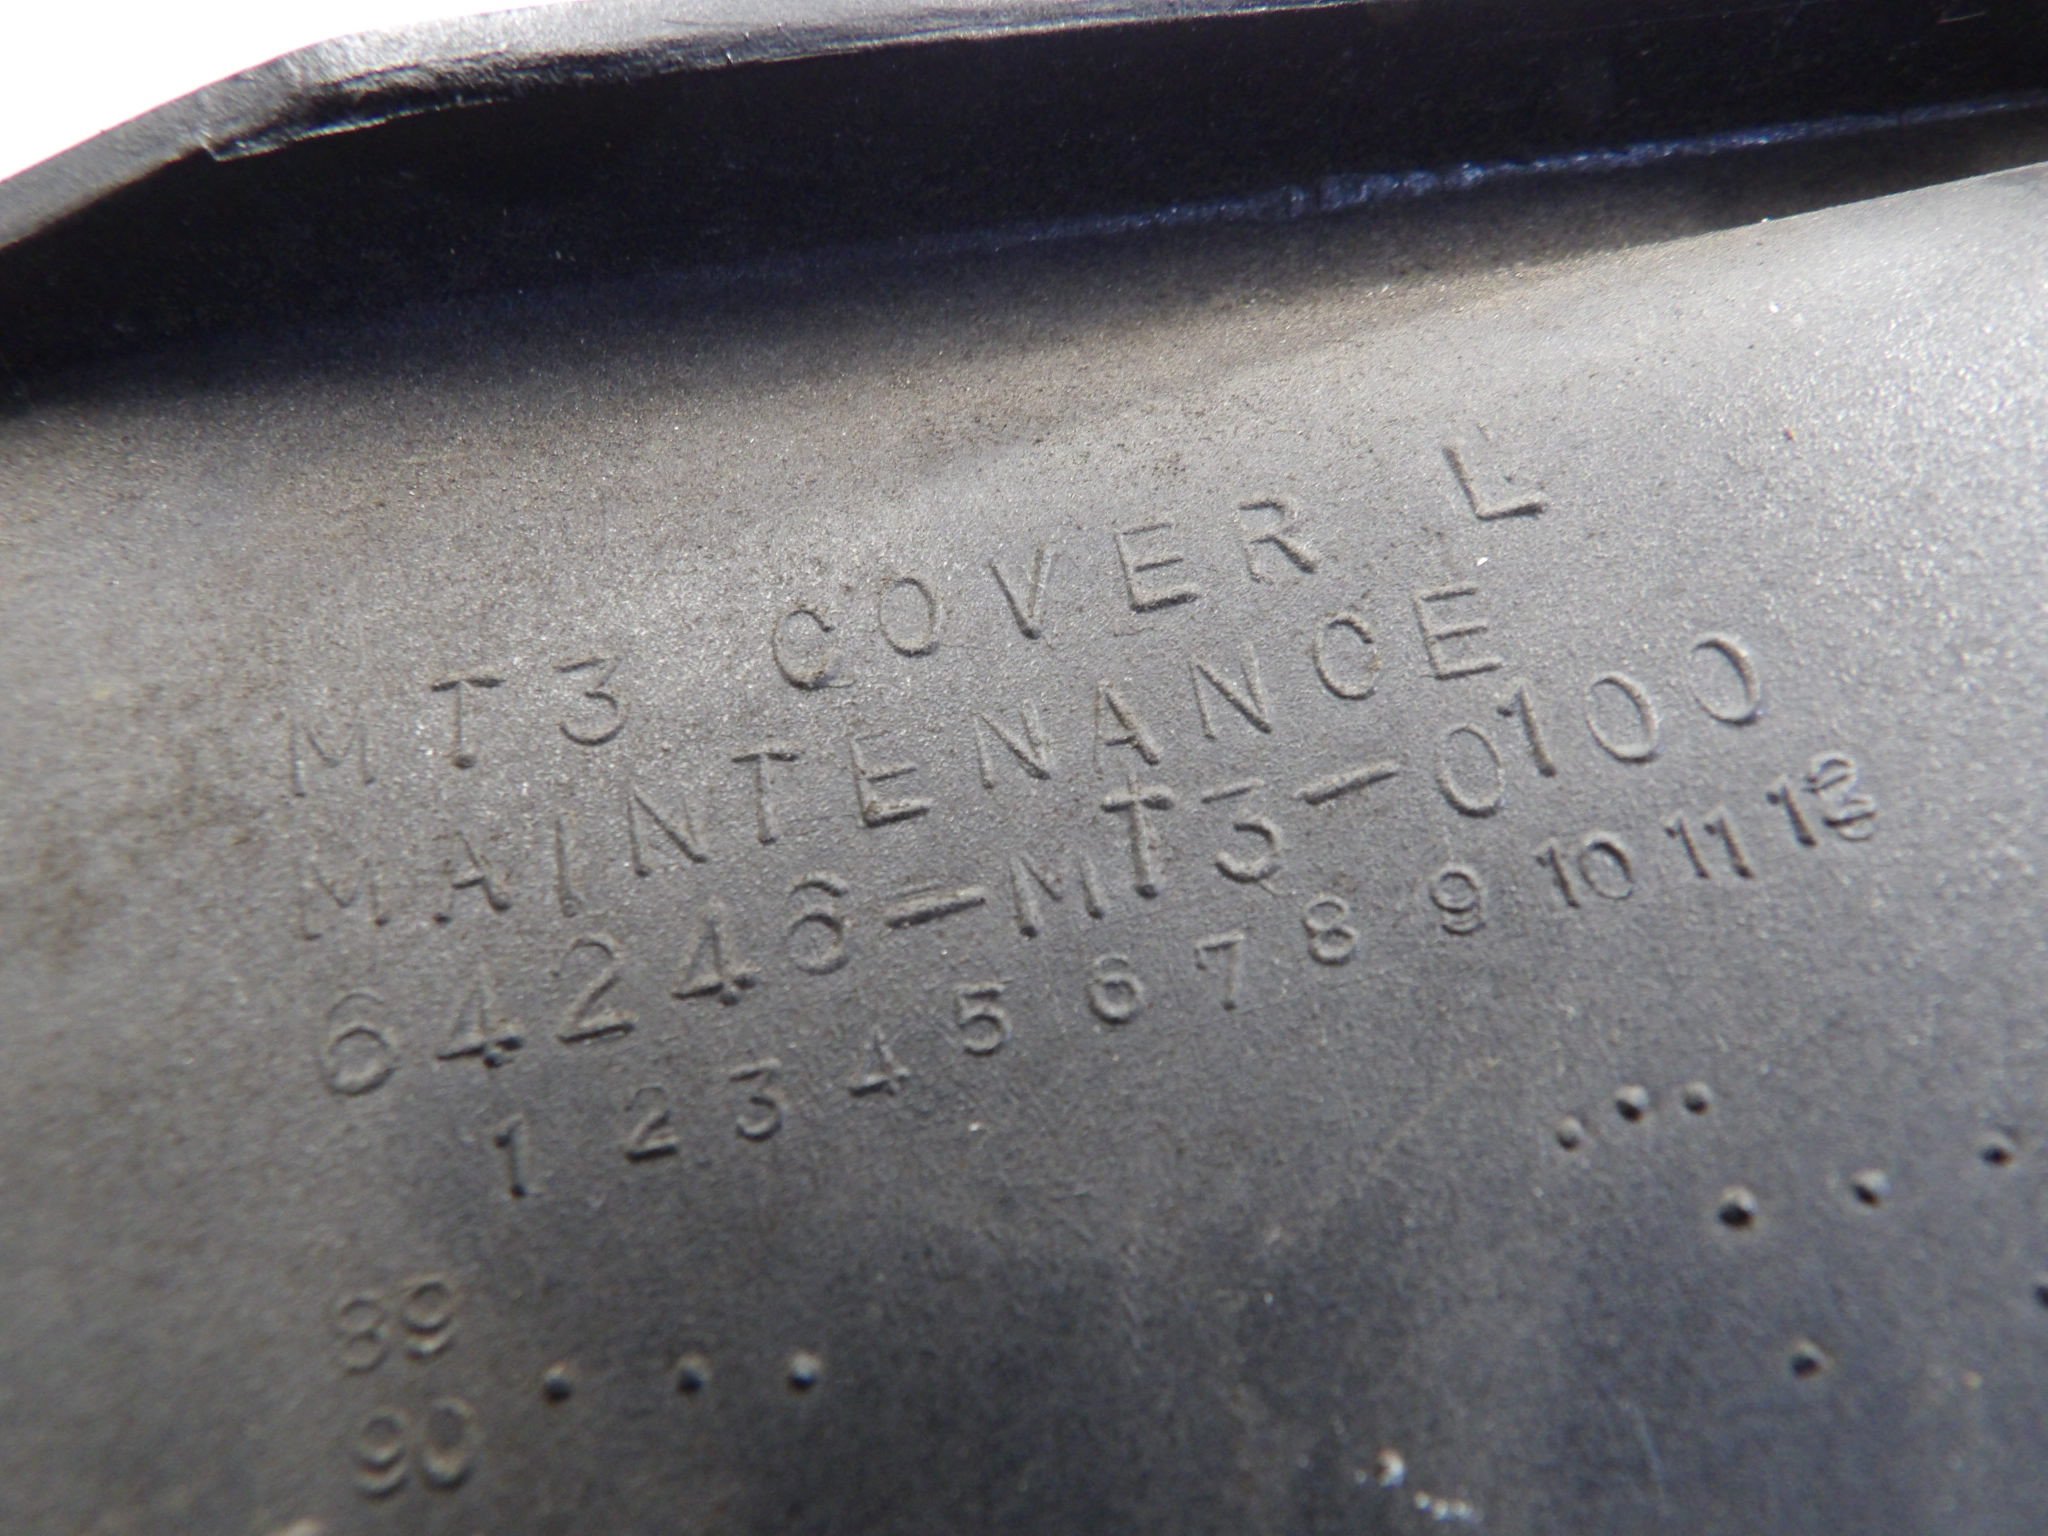 MT3 COVER L
MAINTENANCE
64246-MT3-0100
1 2 3 4 5 6 7 8 9 10 11 12
89
90